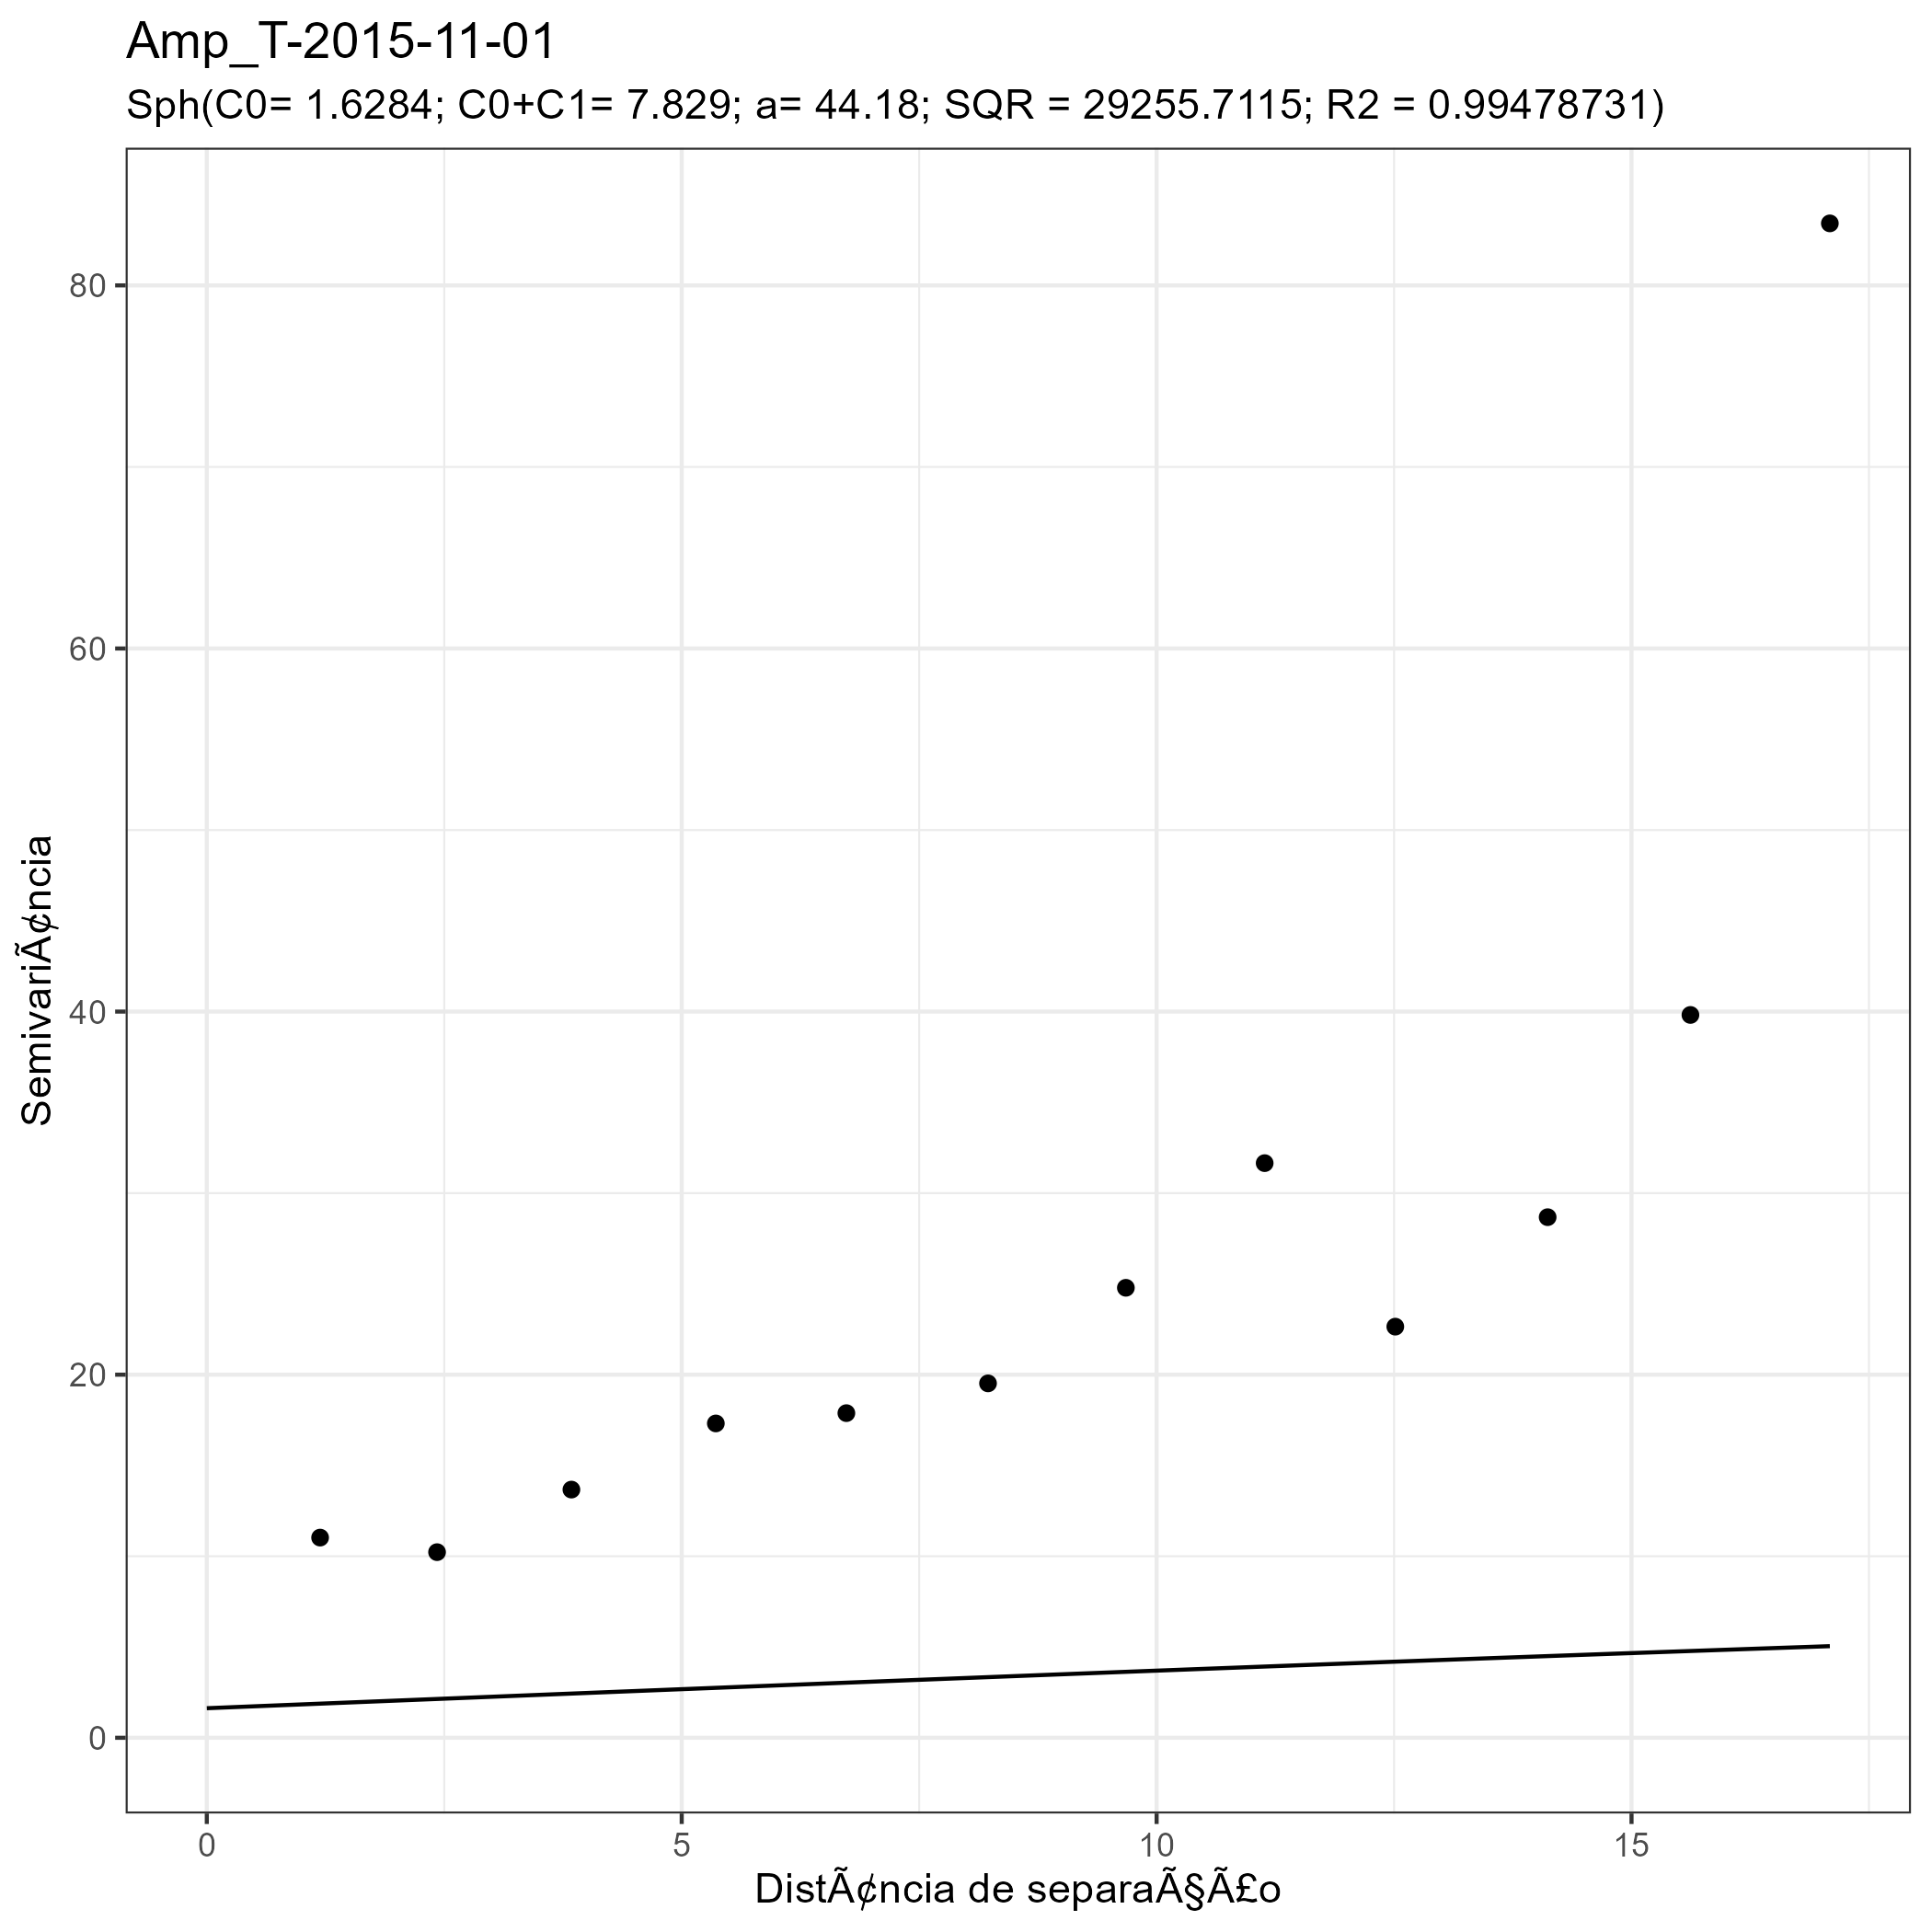 Amp_T-2015-11-01
Sph(C0= 1.6284; C0+C1= 7.829; a= 44.18; SQR = 29255.7115; R2 = 0.99478731)
SemivariÃ¢ncia
80
60
40
20
0
0 5 10 15
DistÃ¢ncia de separaÃ§Ã£o